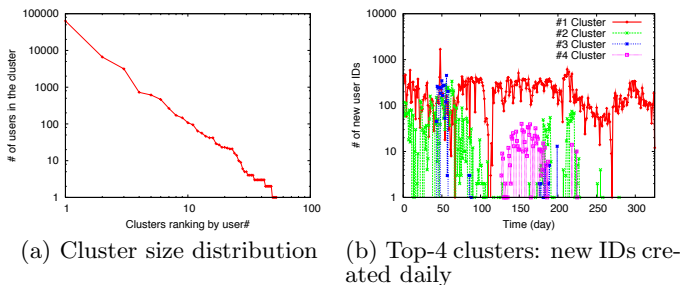 100000
10000
1000
100
10
1
1
10
100
# of users in the cluster
Clusters ranking by user#
(a) Cluster size distribution
10000
1000
100
10
1
0
50
100
150
200
250
300
# of new user IDs
Time (day)
#1 Cluster
#2 Cluster
#3 Cluster
#4 Cluster
(b) Top-4 clusters: new IDs cre-
ated daily